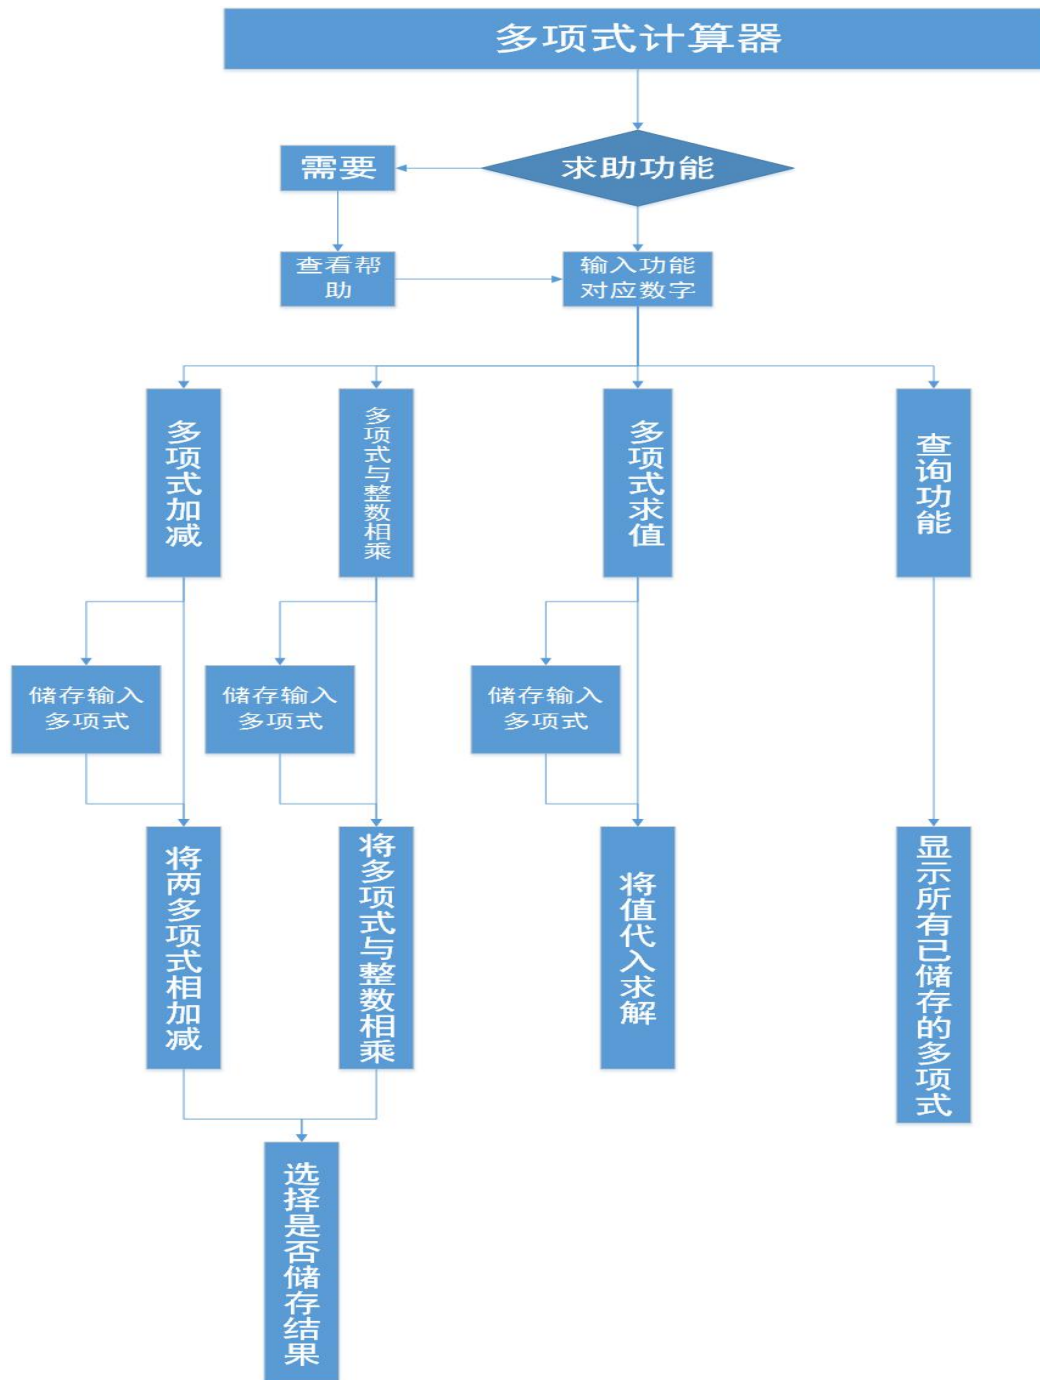 多项式计算器
需要
求助功能
查看帮
助
输入功能
对应数字
多项式加减
多项式与整数相乘
多项式求值
查询功能
储存输入
多项式
储存输入
多项式
储存输入
多项式
将两多项式相加减
将多项式与整数相乘
将值代入求解
显示所有已储存的多项式
选择是否储存结果